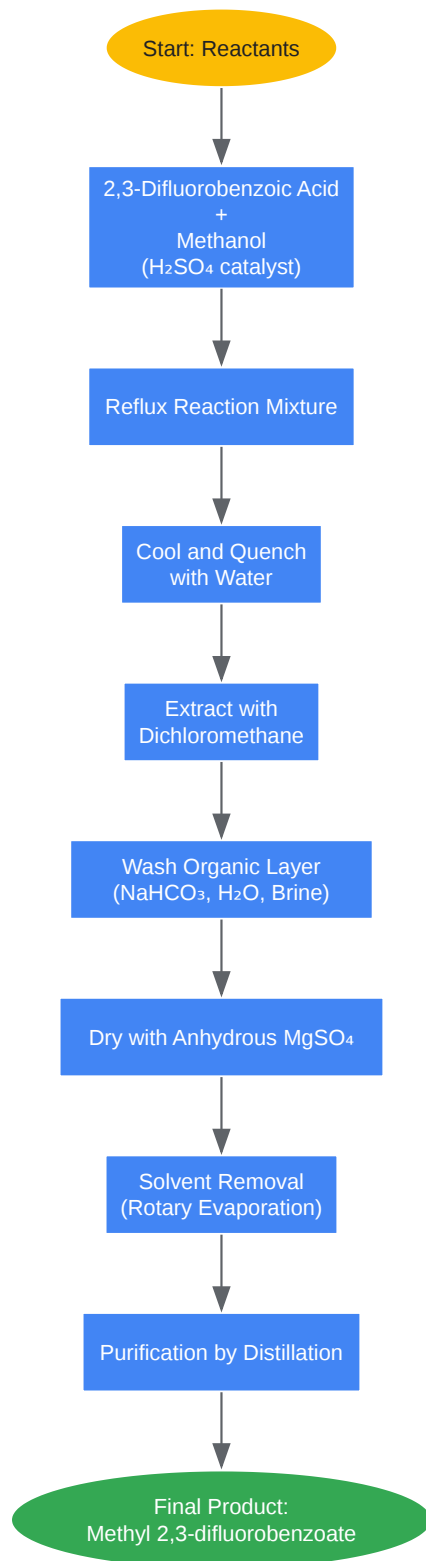 Start: Reactants
2,3-Difluorobenzoic Acid
+
Methanol
(H₂SO₄ catalyst)
Reflux Reaction Mixture
Cool and Quench
with Water
Extract with
Dichloromethane
Wash Organic Layer
(NaHCO₃, H₂O, Brine)
Dry with Anhydrous MgSO₄
Solvent Removal
(Rotary Evaporation)
Purification by Distillation
Final Product:
Methyl 2,3-difluorobenzoate